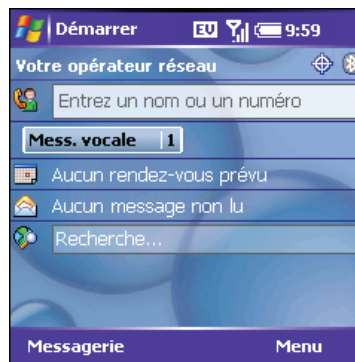 Démarrer EV 9:59
Votre opérateur réseau
Entrez un nom ou un numéro
Mess. vocale 1
Aucun rendez-vous prévu
Aucun message non lu
Recherche...
Messagerie Menu